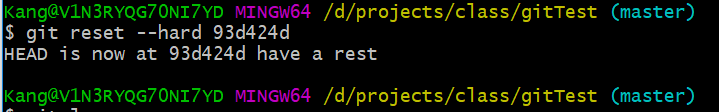 Kang@V1N3RYQG70NI7YD MINGW64 /d/projects/class/gitTest (master)
$ git reset --hard 93d424d
HEAD is now at 93d424d have a rest
Kang@V1N3RYQG70NI7YD MINGW64 /d/projects/class/gitTest (master)